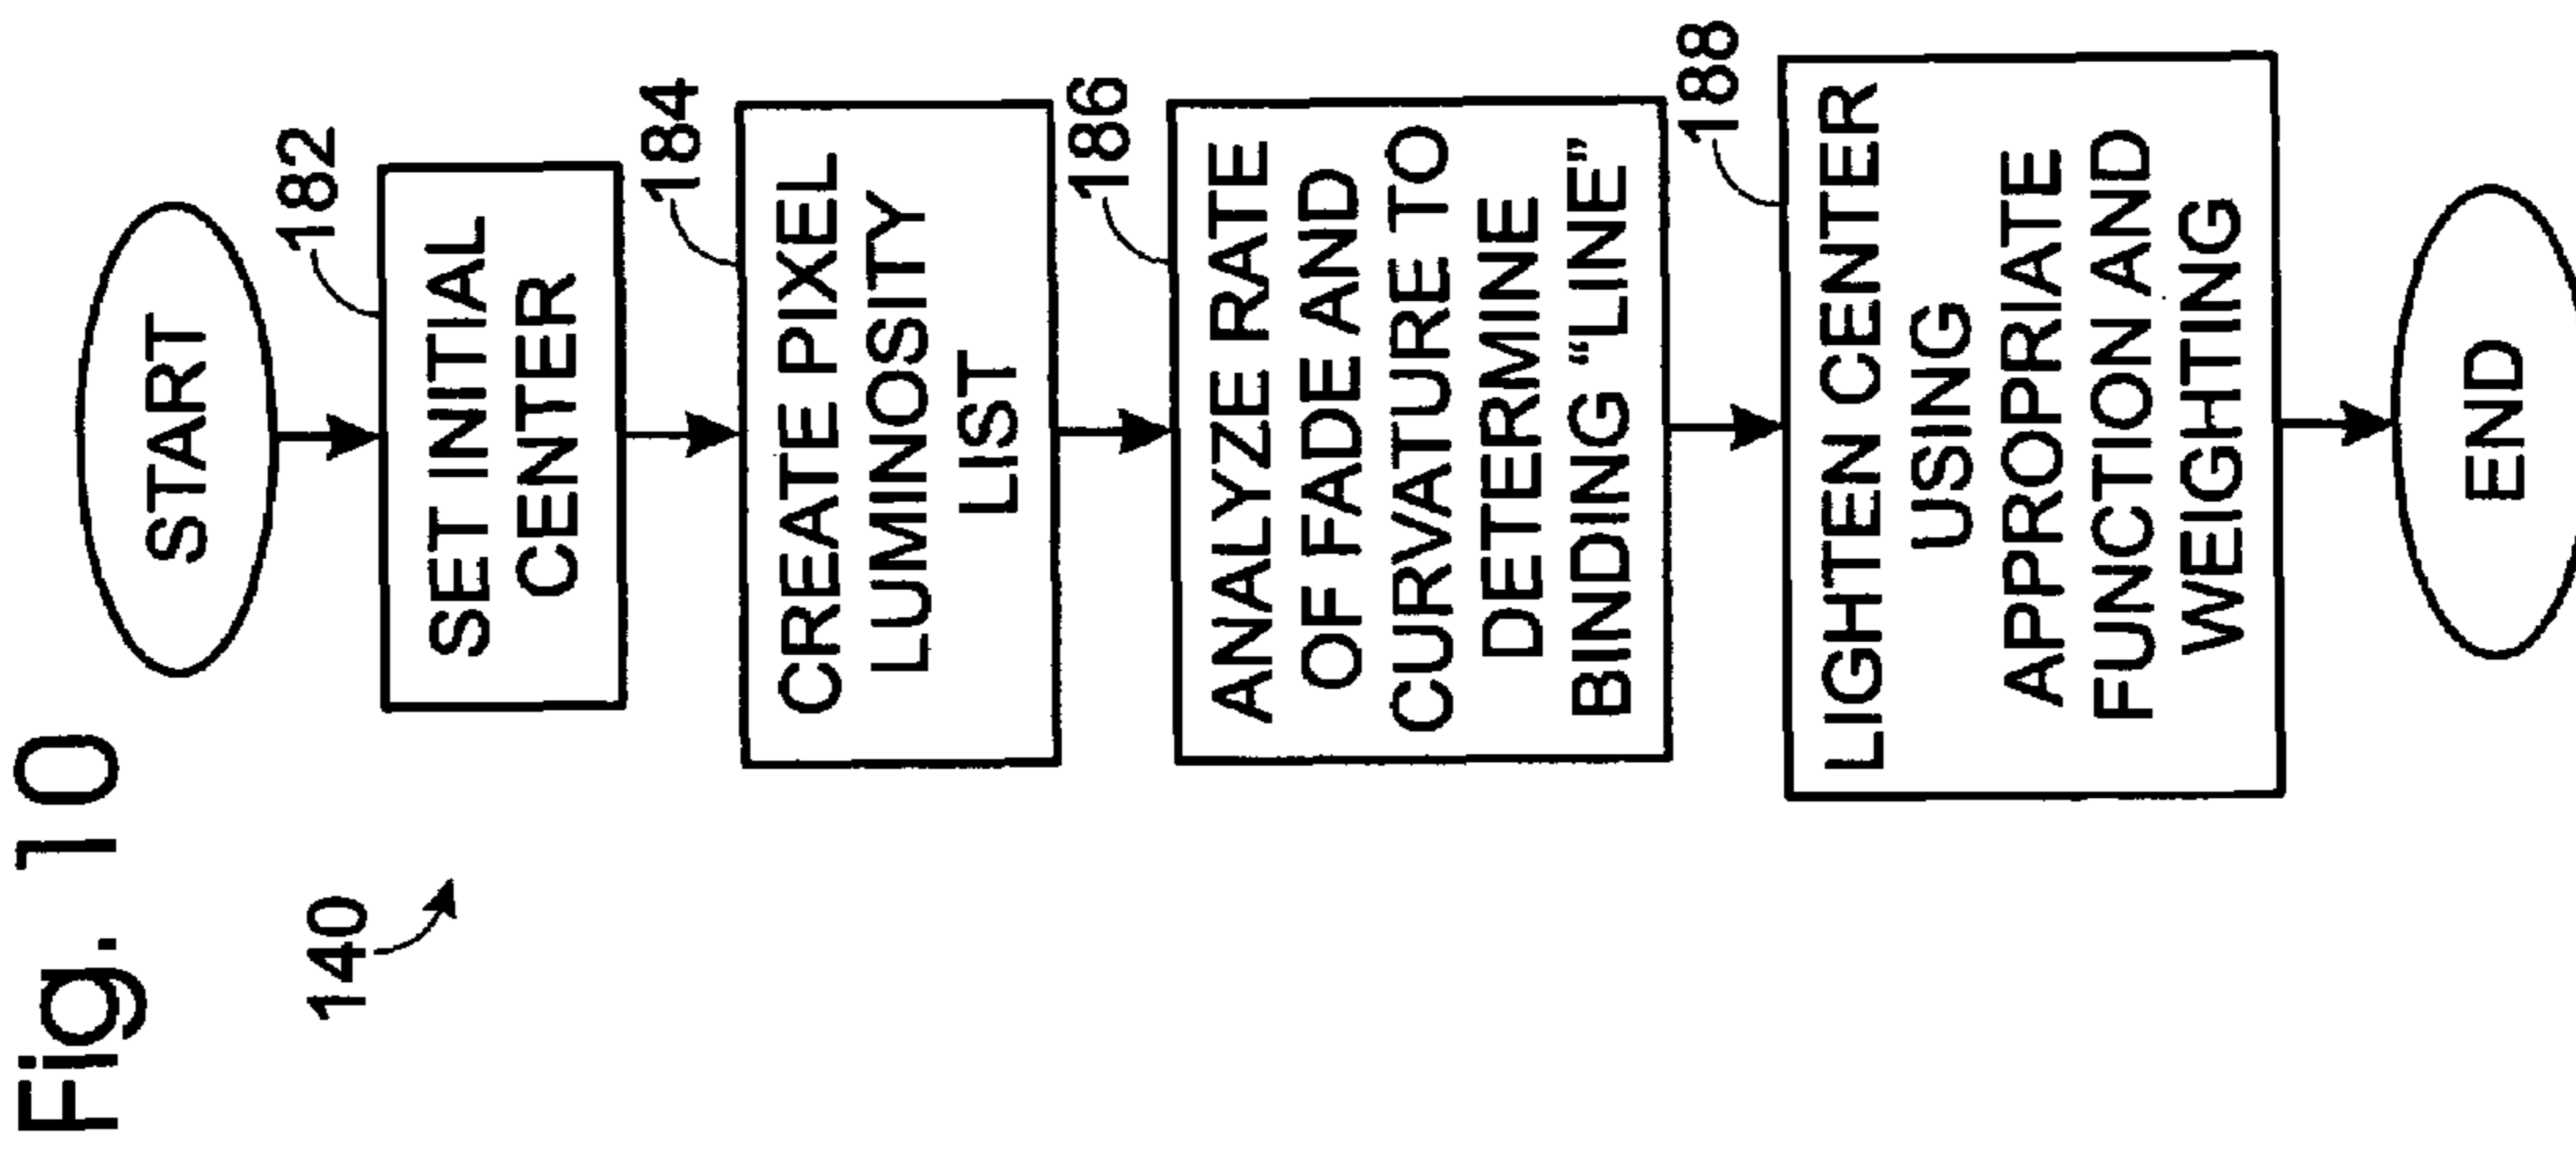 Fig. 10
140
START
182
SET INITIAL
CENTER
184
CREATE PIXEL
LUMINOSITY
LIST
186
ANALYZE RATE
OF FADE AND
CURVATURE TO
DETERMINE
BINDING “LINE”
188
LIGHTEN CENTER
USING
APPROPRIATE
FUNCTION AND
WEIGHTING
END